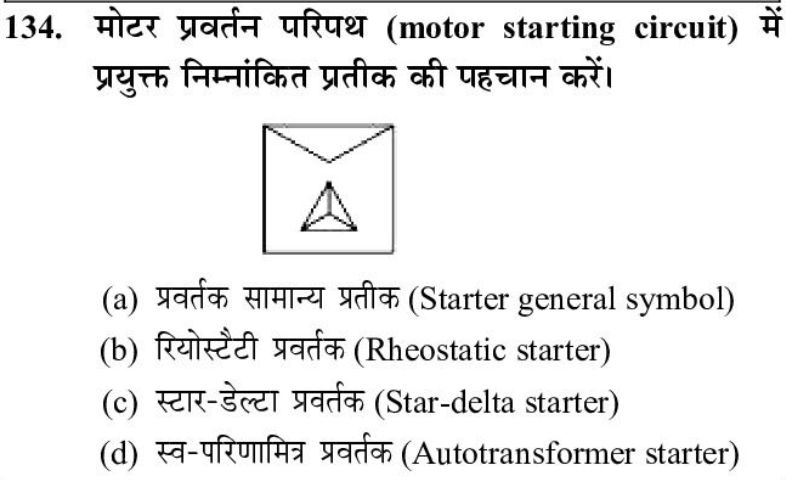 134. मोटर प्रवर्तन परिपथ (motor starting circuit) में
प्रयुक्त निम्नांकित प्रतीक की पहचान करें।
(a) प्रवर्तक सामान्य प्रतीक (Starter general symbol)
(b) रियोस्टैटी प्रवर्तक (Rheostatic starter)
(c) स्टार-डेल्टा प्रवर्तक (Star-delta starter)
(d) स्व-परिणामित्र प्रवर्तक (Autotransformer starter)